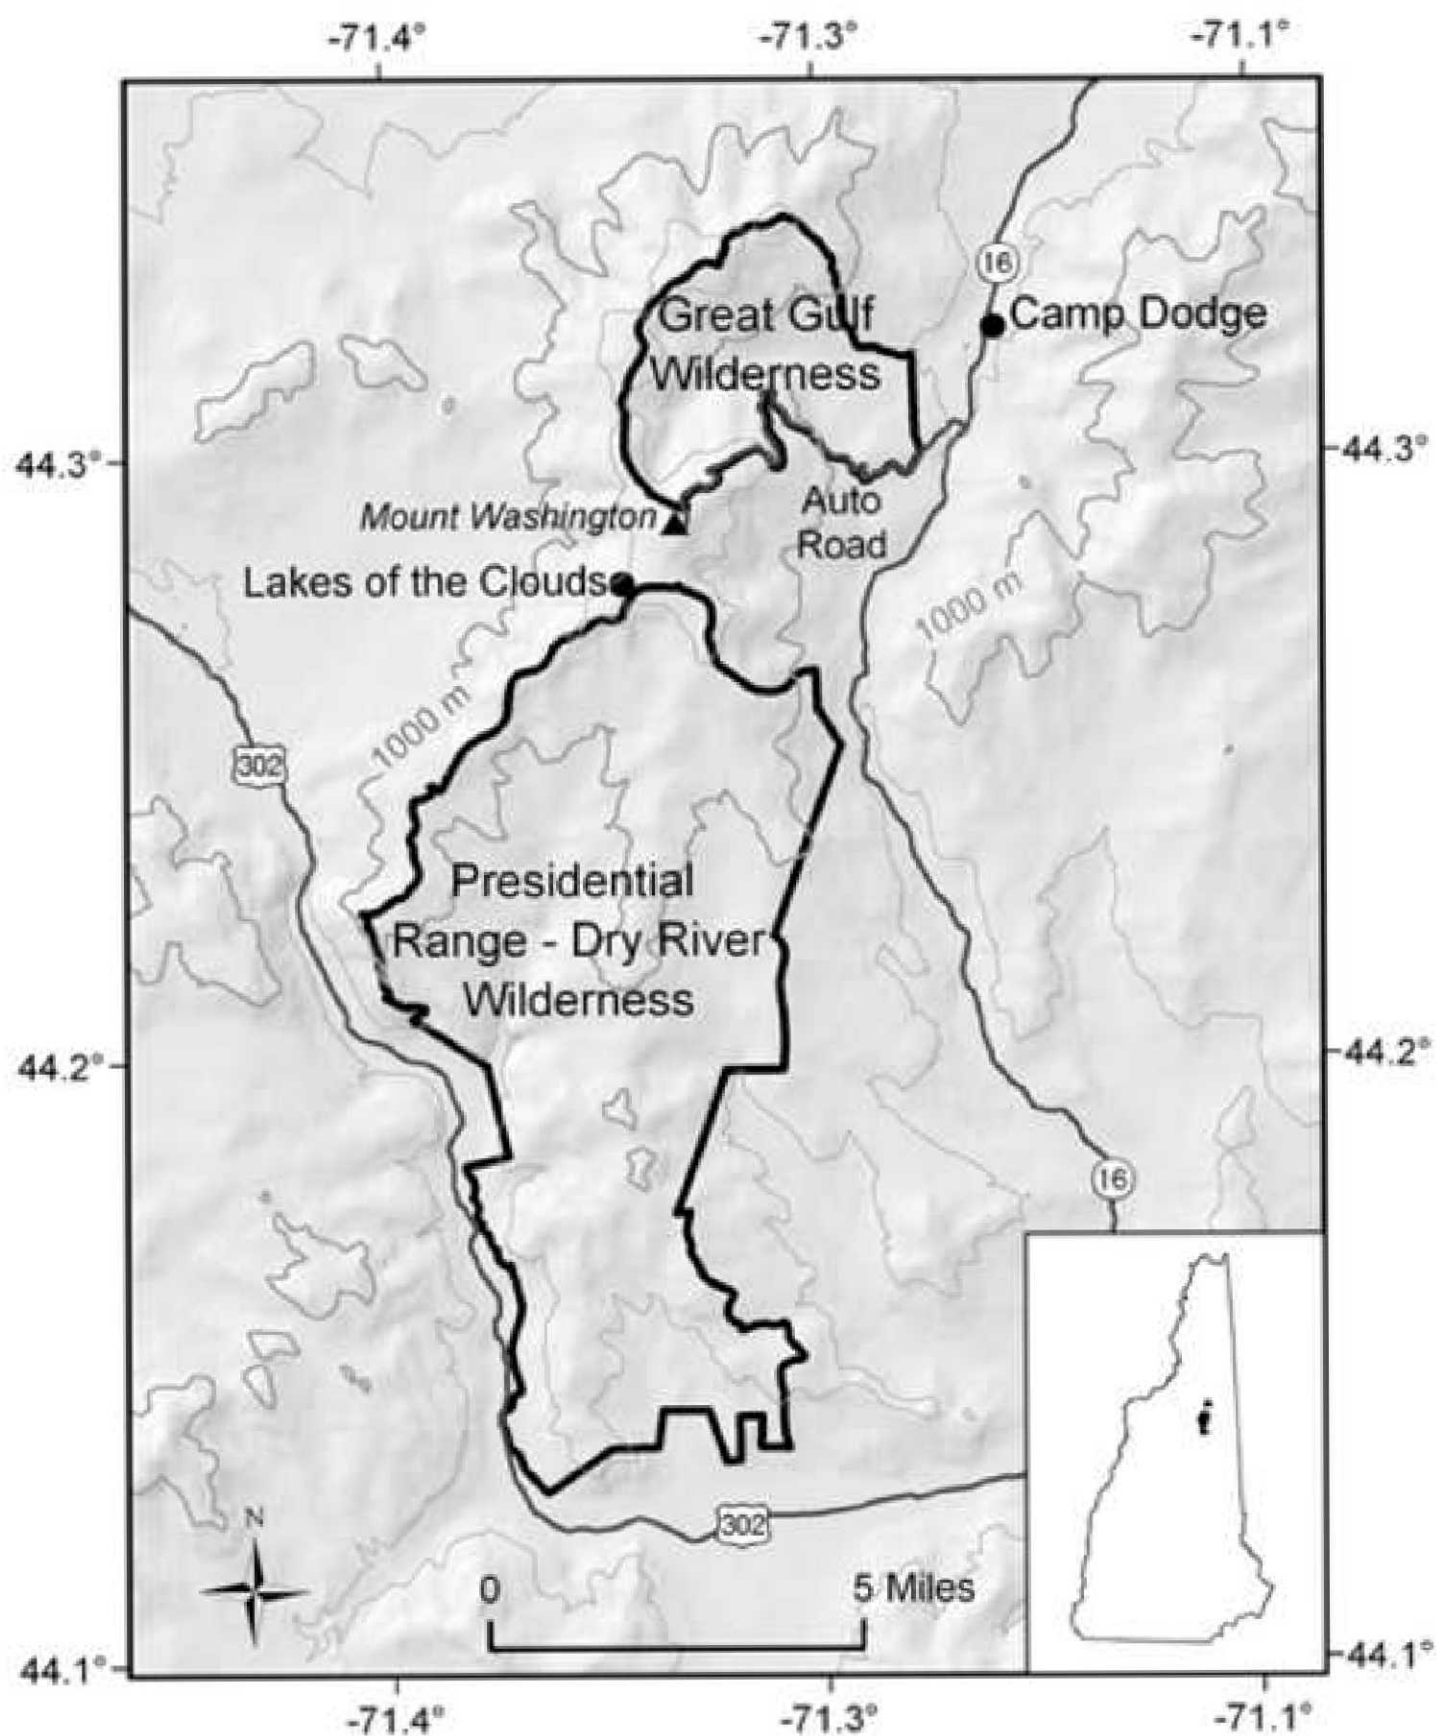 -71.4°
-71.3°
-71.1°
16
Great Gulf
Wilderness
Camp Dodge
44.3°
44.3°
Mount Washington
Auto
Road
Lakes of the Clouds
1000 m
1000 m
302
Presidential
Range - Dry River
Wilderness
44.2°
44.2°
16
302
N
0
5 Miles
44.1°
44.1°
-71.4°
-71.3°
-71.1°